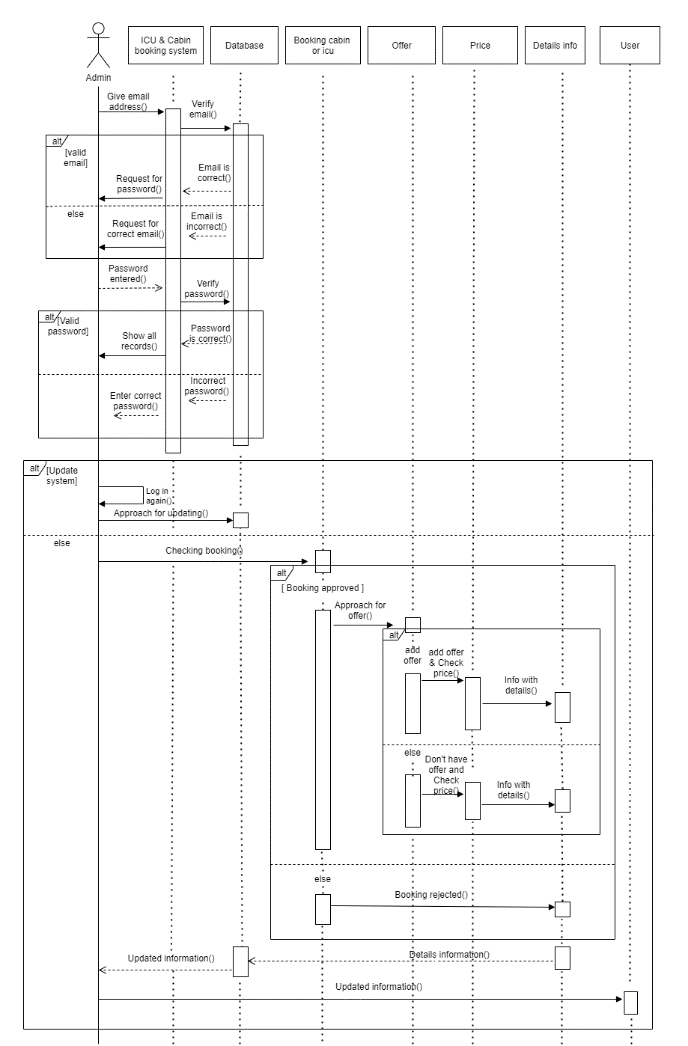 ICU & Cabin
booking system
Database
Booking cabin
or icu
Offer
Price
Details info
User
Admin
Give email
address()
Verify
email()
alt
[valid
email]
Email is
correct()
Request for
password()
else
Email is
incorrect()
Request for
correct email()
Password
entered()
Verify
password()
alt
[Valid
password]
Password
is correct()
Show all
records()
Incorrect
password()
Enter correct
password()
alt
[Update
system]
Log in
again()
Approach for updating()
else
Checking booking()
alt
[ Booking approved ]
Approach for
offer()
alt
add
offer
add offer
& Check
price()
Info with
details()
else
Don't have
offer and
Check
price()
Info with
details()
else
Booking rejected()
Details information()
Updated information()
Updated information()